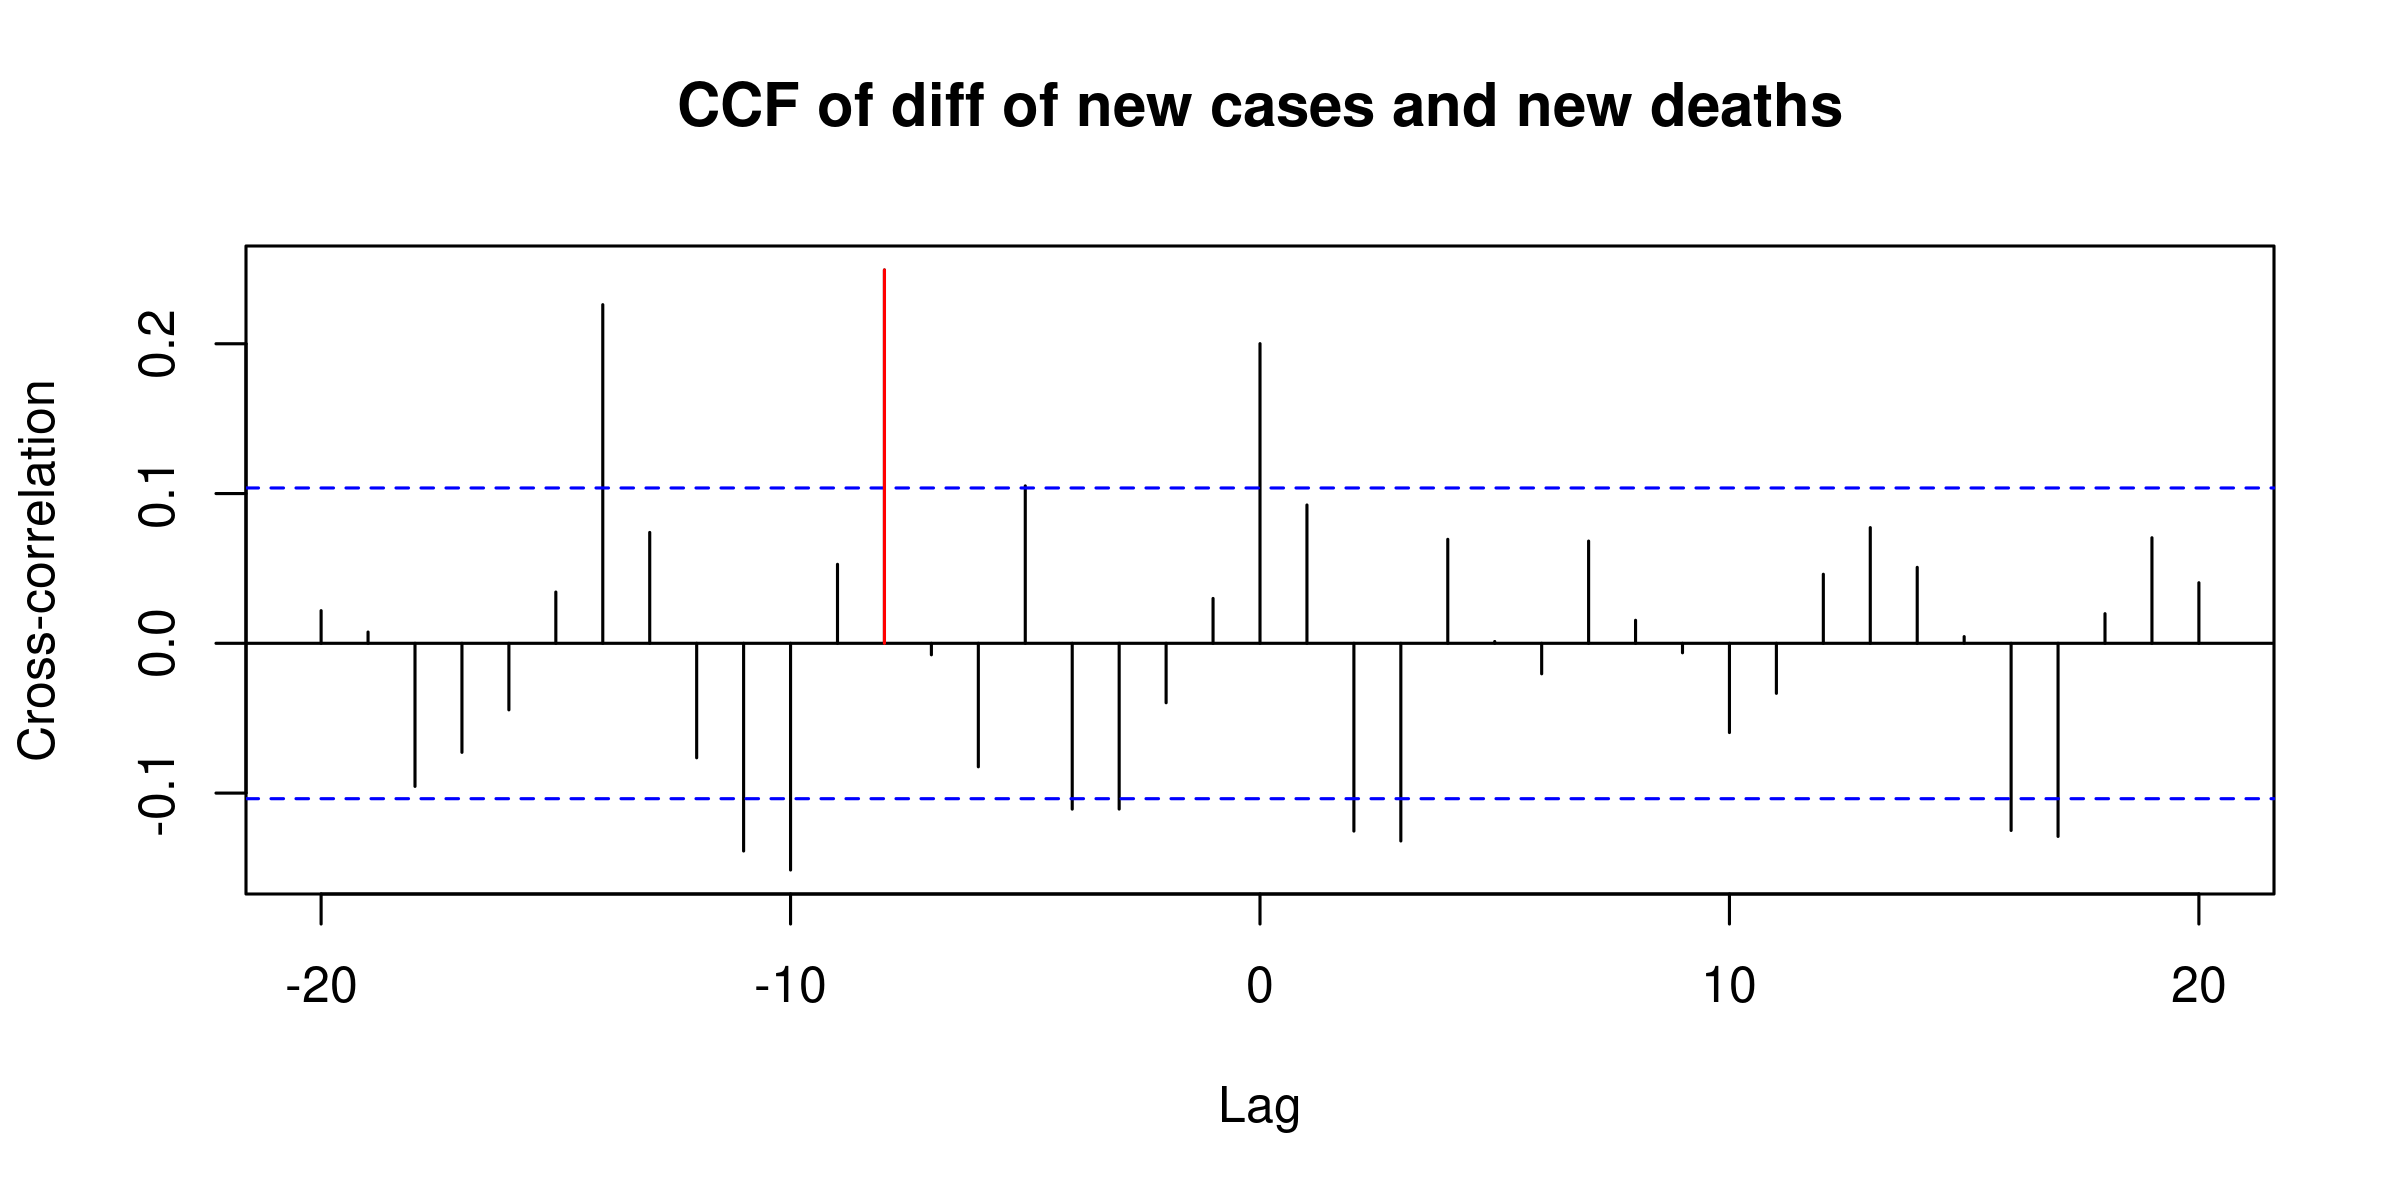 CCF of diff of new cases and new deaths
Cross-correlation
0.2
0.1
0.0
-0.1
-20 -10 0 10 20
Lag